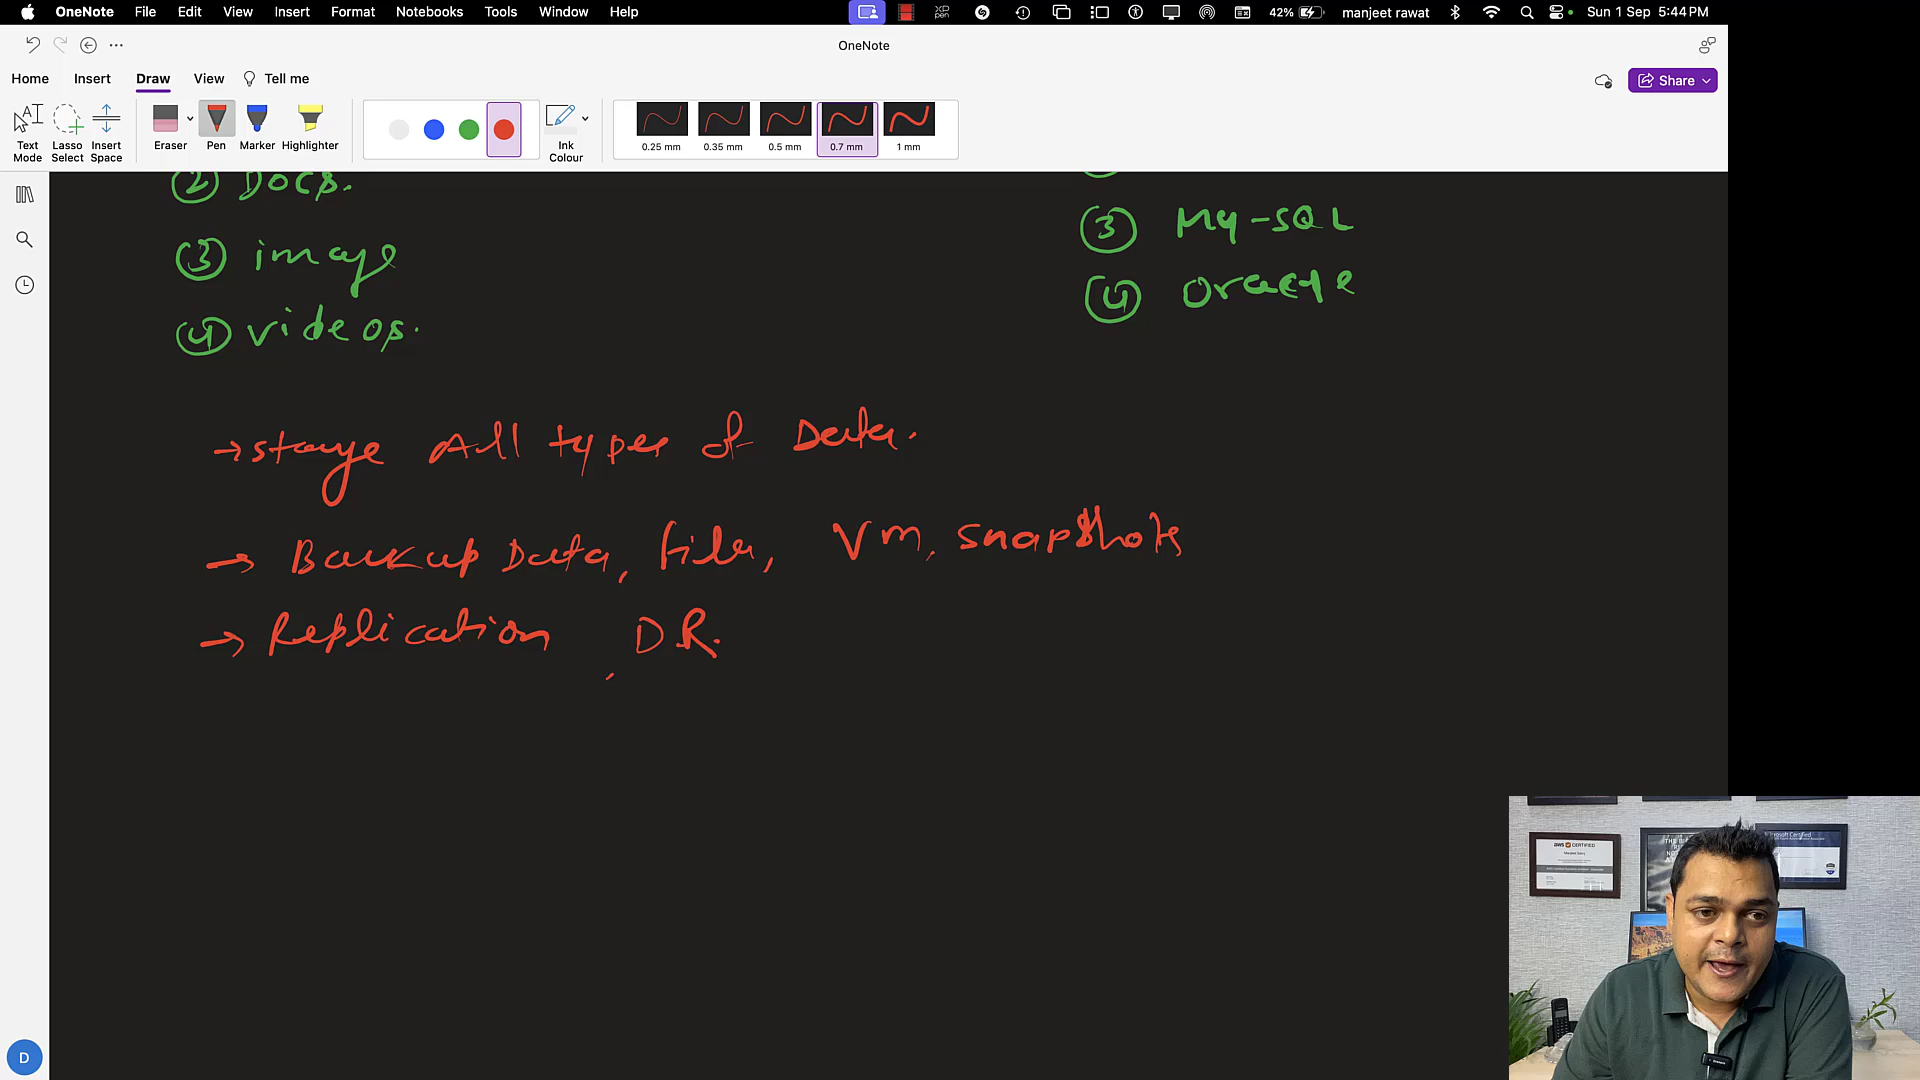 OneNote File Edit View Insert Format Notebooks Tools Window Help 42% manjeet rawat Sun 1 Sep 5:44 PM
OneNote
Home Insert Draw View Tell me Share
Text Mode
Lasso Select
Insert Space
Eraser
Pen
Marker
Highlighter
Ink Colour
0.25 mm
0.35 mm
0.5 mm
0.7 mm
1 mm
② Docs.
③ image
④ videos.
③ My-SQL
④ Oracle
→ storage All types of Data.
→ Backup Data, files, Vm, snapshots
→ Replication, DR.
D
aws CERTIFIED
Microsoft Certified